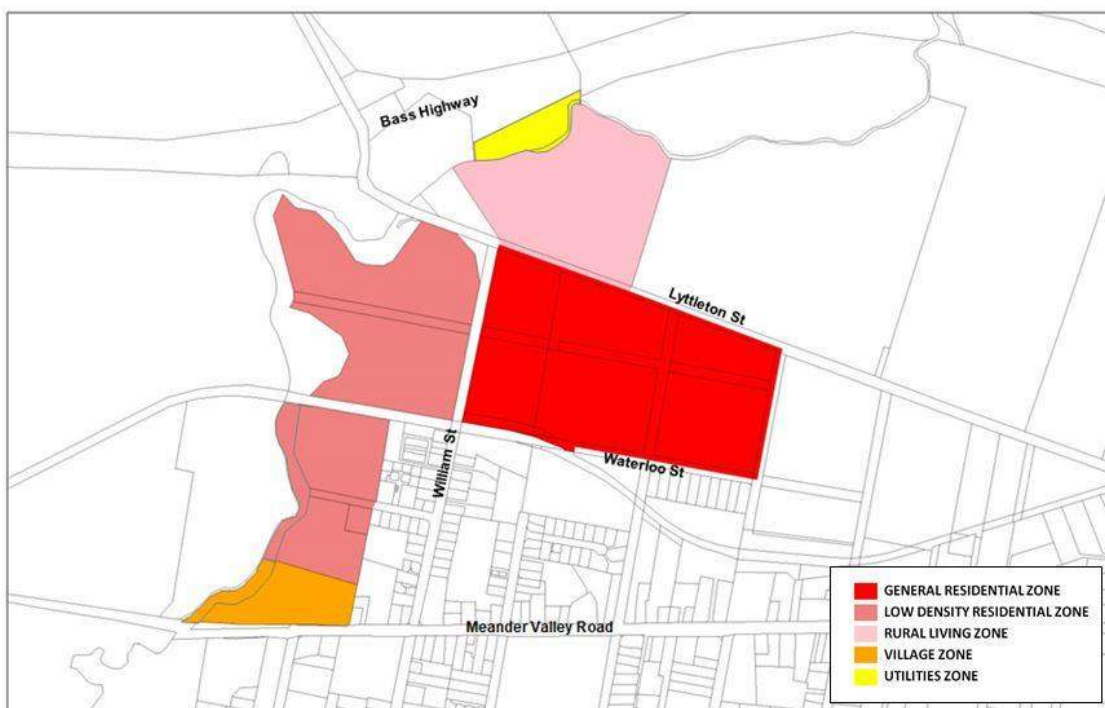 Bass Highway
Lyttleton St
William St
Waterloo St
Meander Valley Road
GENERAL RESIDENTIAL ZONE
LOW DENSITY RESIDENTIAL ZONE
RURAL LIVING ZONE
VILLAGE ZONE
UTILITIES ZONE